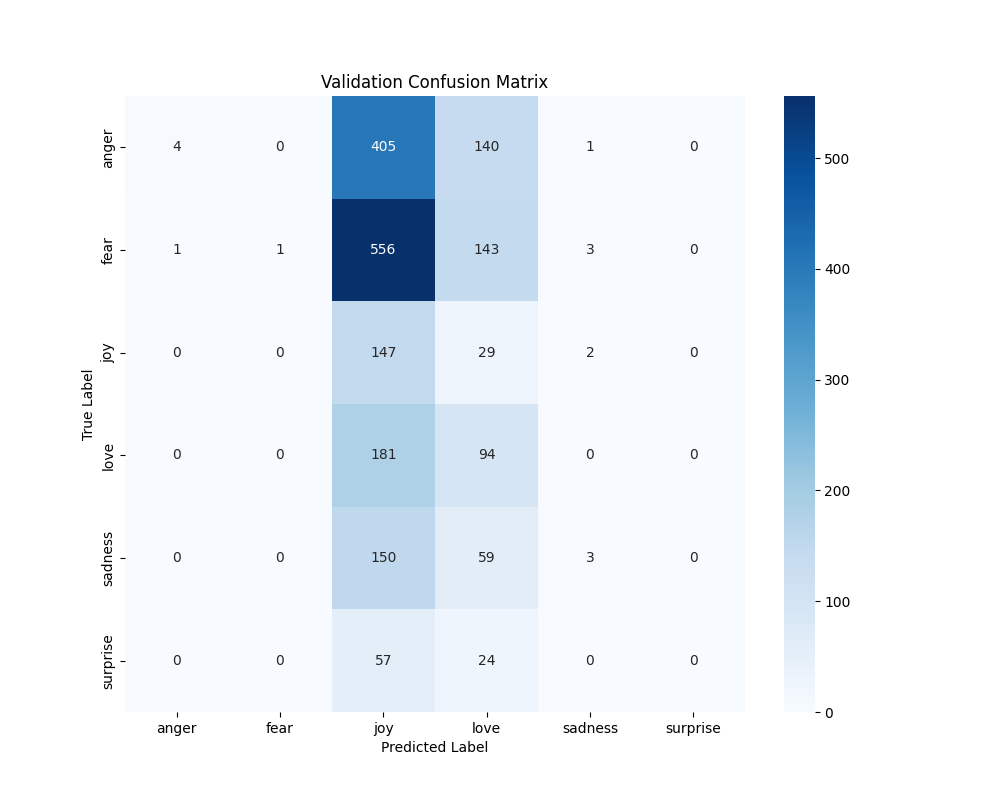 Validation Confusion Matrix
anger 4 0 405 140 1 0
fear 1 1 556 143 3 0
joy 0 0 147 29 2 0
love 0 0 181 94 0 0
sadness 0 0 150 59 3 0
surprise 0 0 57 24 0 0
anger fear joy love sadness surprise
Predicted Label
True Label
500
400
300
200
100
0